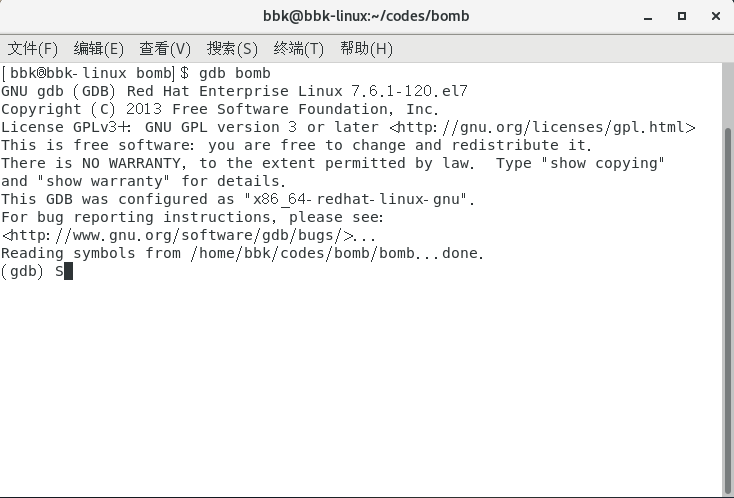 bbk@bbk-linux:~/codes/bomb
文件(F) 编辑(E) 查看(V) 搜索(S) 终端(T) 帮助(H)
[bbk@bbk-linux bomb]$ gdb bomb
GNU gdb (GDB) Red Hat Enterprise Linux 7.6.1-120.el7
Copyright (C) 2013 Free Software Foundation, Inc.
License GPLv3+: GNU GPL version 3 or later <http://gnu.org/licenses/gpl.html>
This is free software: you are free to change and redistribute it.
There is NO WARRANTY, to the extent permitted by law.  Type "show copying"
and "show warranty" for details.
This GDB was configured as "x86_64-redhat-linux-gnu".
For bug reporting instructions, please see:
<http://www.gnu.org/software/gdb/bugs/>...
Reading symbols from /home/bbk/codes/bomb/bomb...done.
(gdb) S